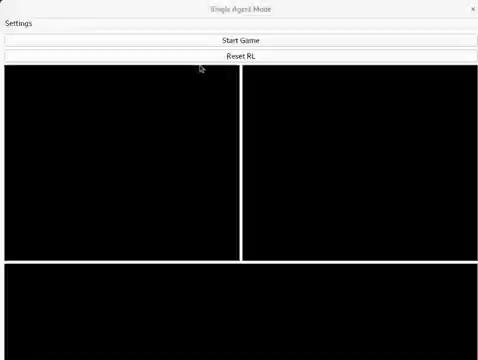 Single Agent Mode
Settings
Start Game
Reset RL